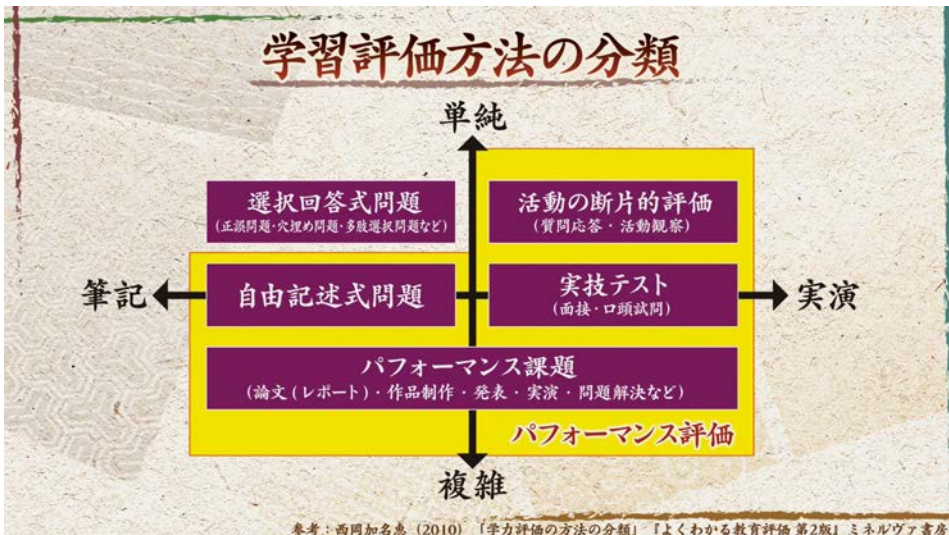 学習評価方法の分類
単純
選択回答式問題
(正誤問題・穴埋め問題・多肢選択問題など)
活動の断片的評価
(質問応答・活動観察)
筆記
自由記述式問題
実技テスト
(面接・口頭試問)
実演
パフォーマンス課題
(論文(レポート)・作品制作・発表・実演・問題解決など)
パフォーマンス評価
複雑
参考：西岡加名恵(2010)「学力評価の方法の分類」『よくわかる教育評価 第2版』ミネルヴァ書房